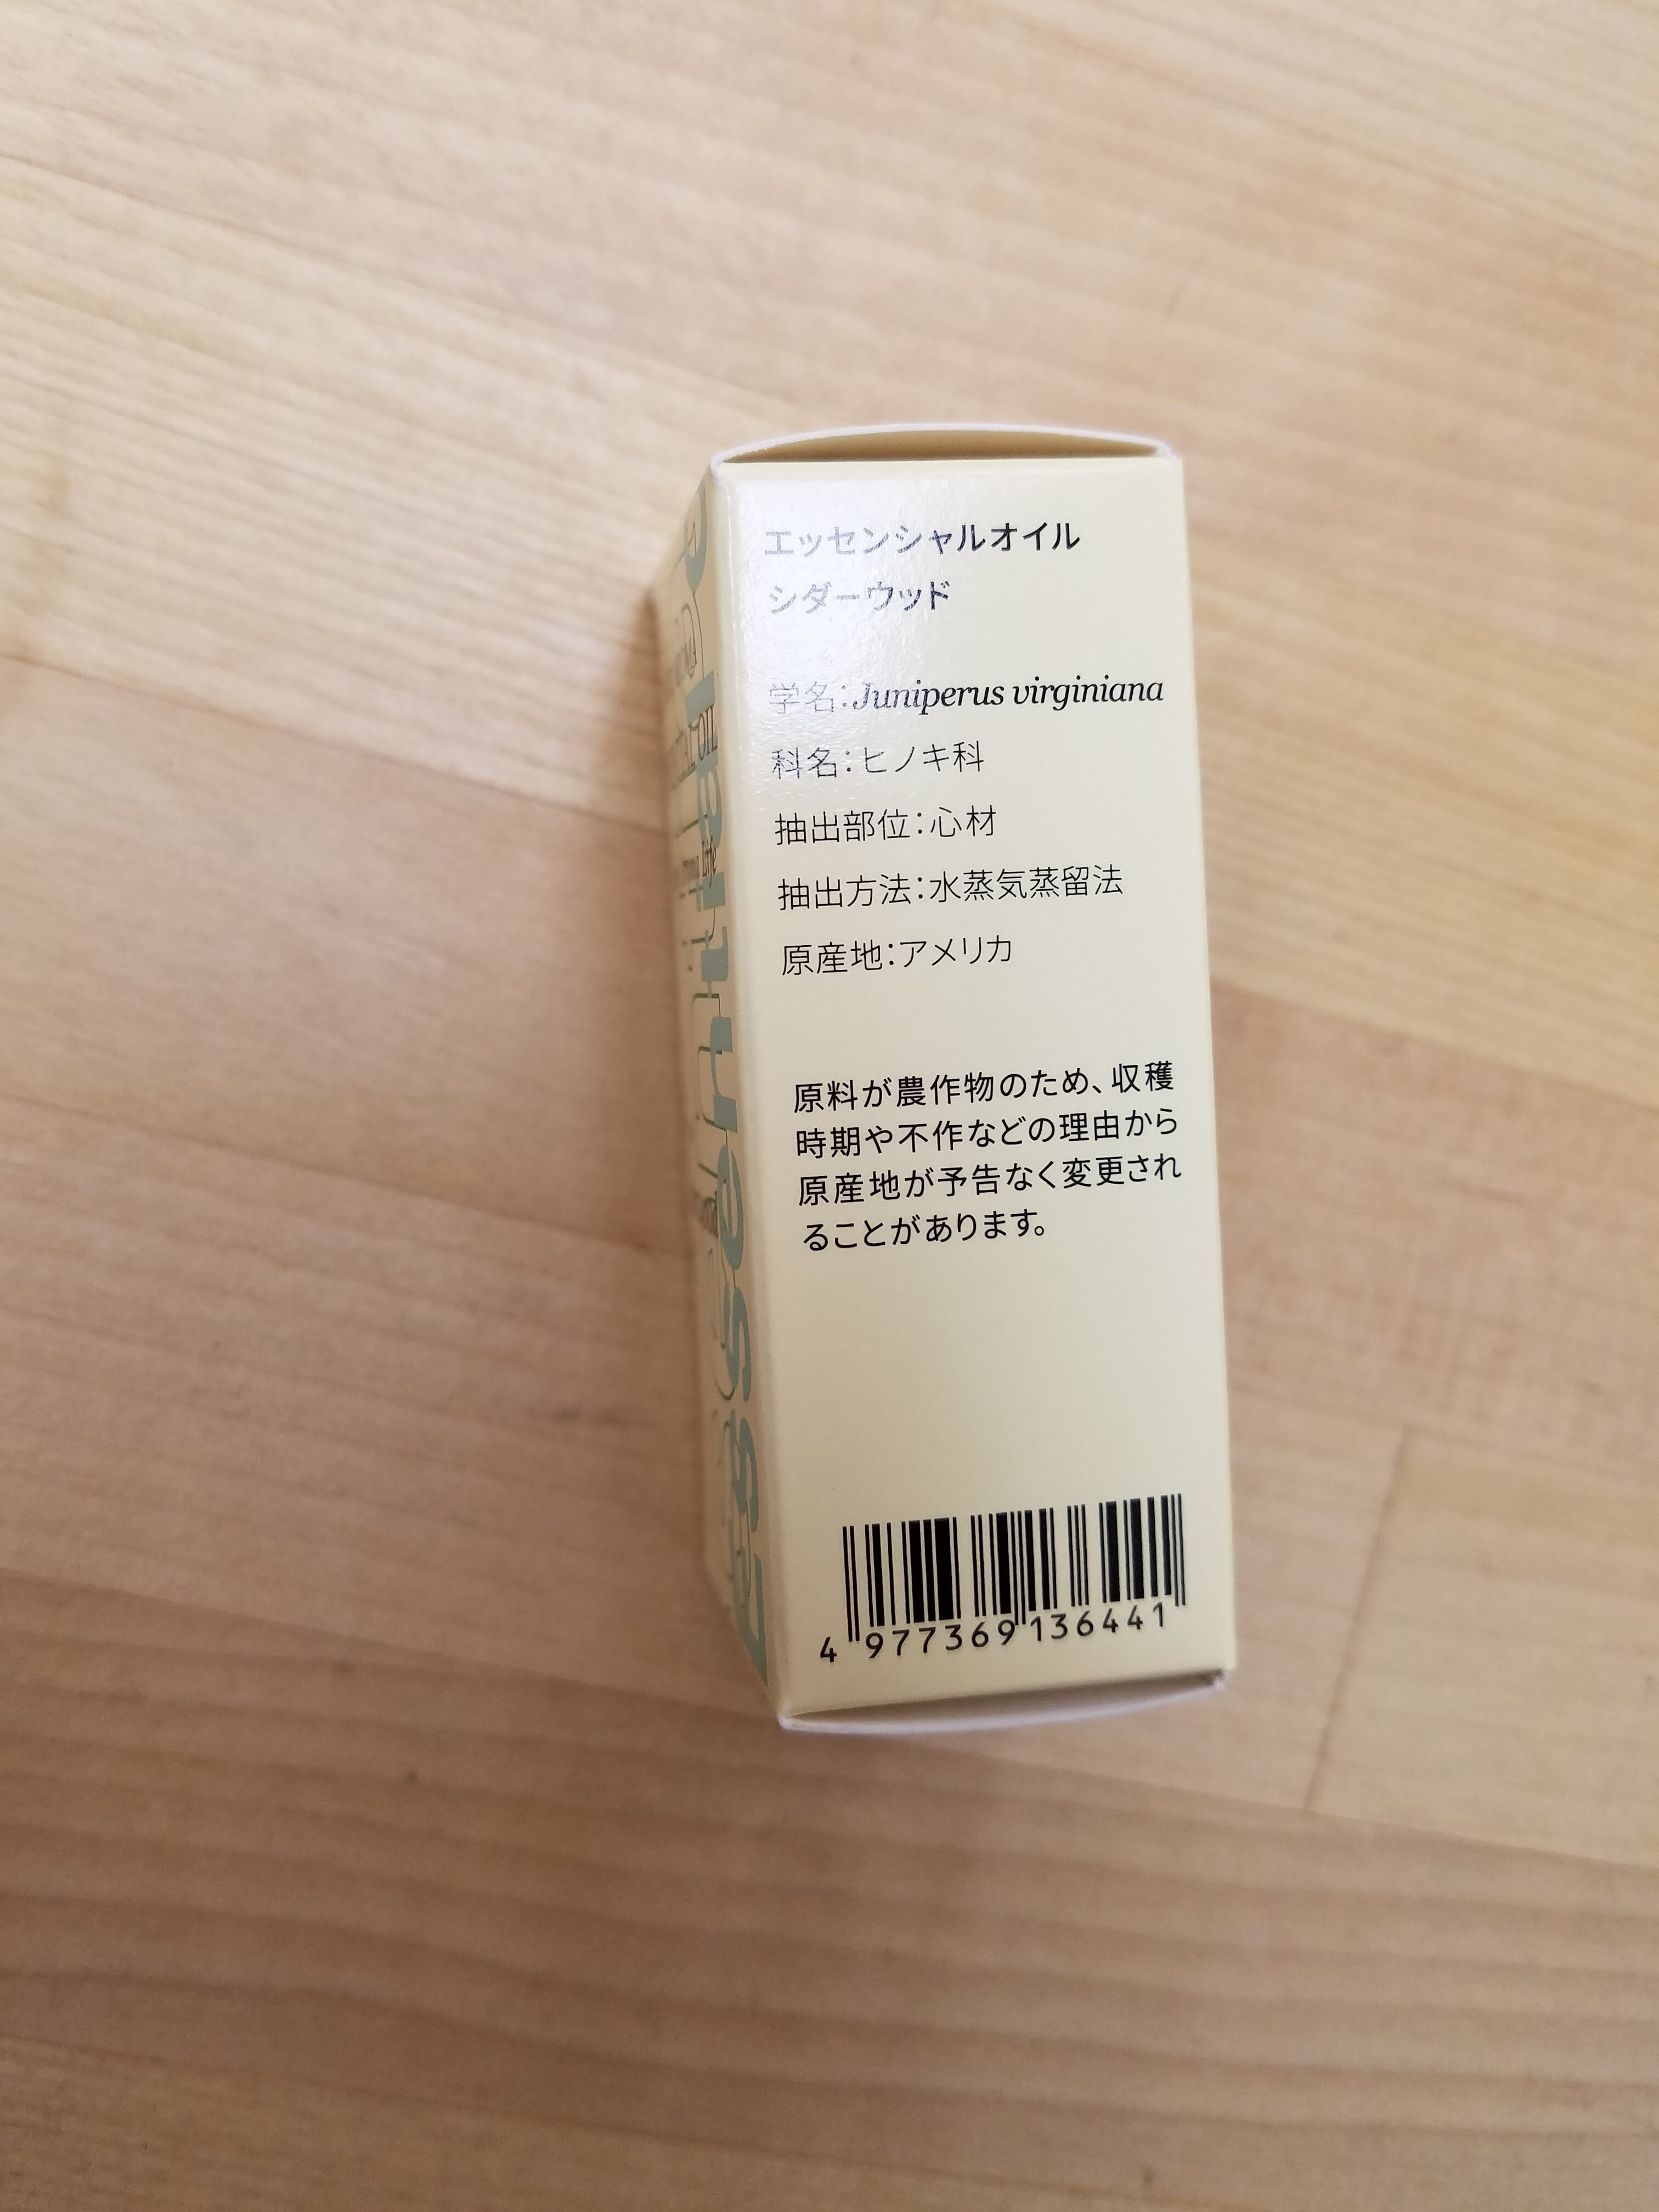 エッセンシャルオイル
シダーウッド
学名：Juniperus virginiana
科名：ヒノキ科
抽出部位：心材
抽出方法：水蒸気蒸留法
原産地：アメリカ
原料が農作物のため、収穫
時期や不作などの理由から
原産地が予告なく変更され
ることがあります。
4 977369 136441